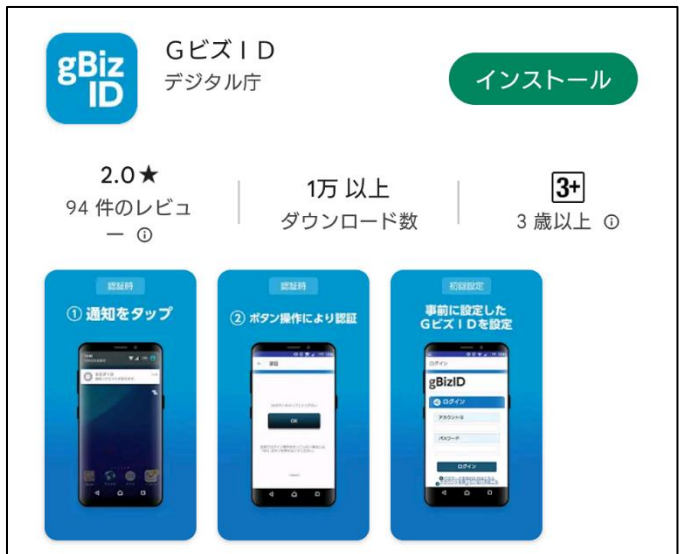 gBiz
ID
GビズID
デジタル庁
インストール
2.0★
94 件のレビュ
ー
1万 以上
ダウンロード数
3+
3 歳以上
認証時
① 通知をタップ
認証時
② ボタン操作により認証
OK
初回設定
事前に設定した
GビズIDを設定
ログイン
gBizID
ログイン
アカウントID
パスワード
ログイン